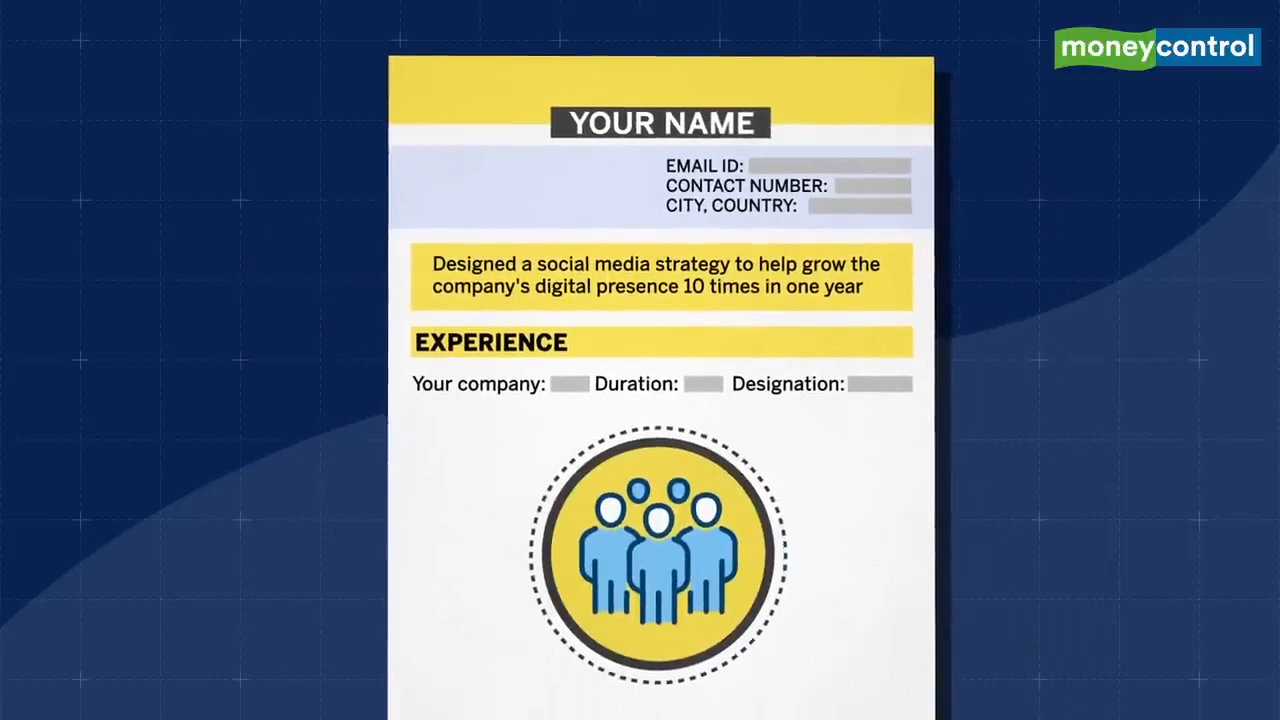 moneycontrol
YOUR NAME
EMAIL ID:
CONTACT NUMBER:
CITY, COUNTRY:
Designed a social media strategy to help grow the
company's digital presence 10 times in one year
EXPERIENCE
Your company: Duration: Designation: